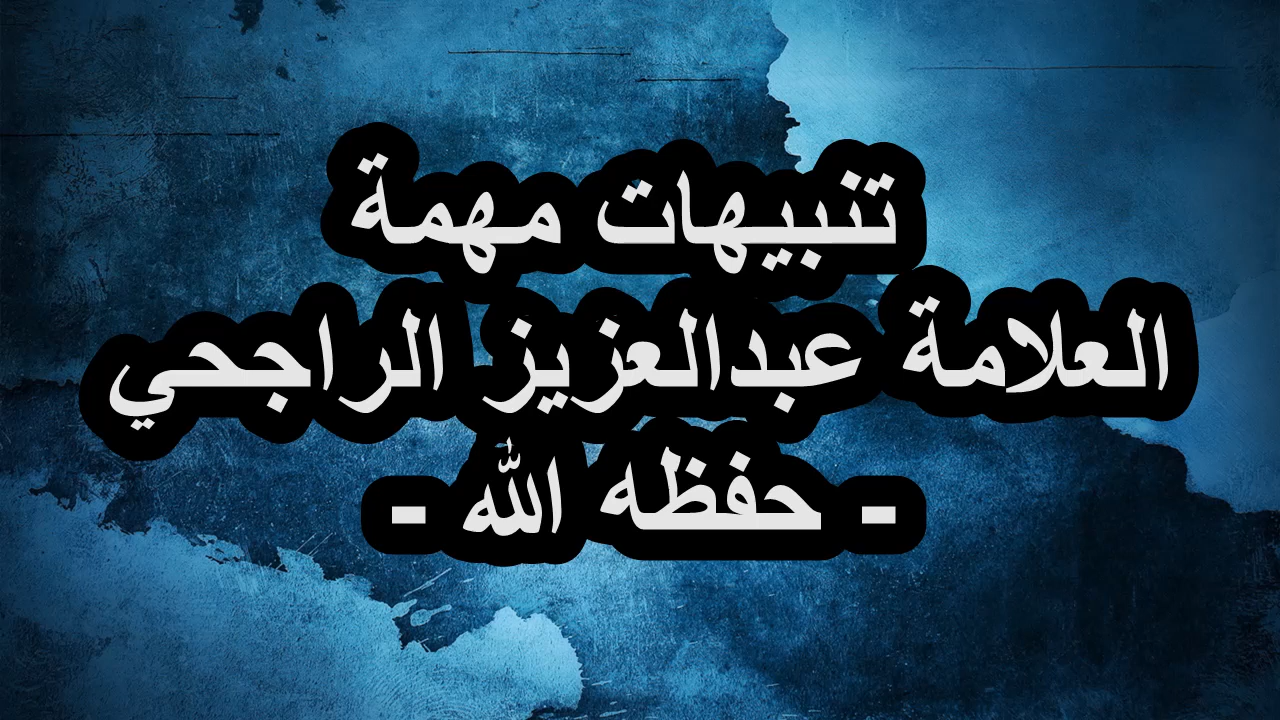 تنبيهات مهمة
العلامة عبدالعزيز الراجحي
- حفظه الله -